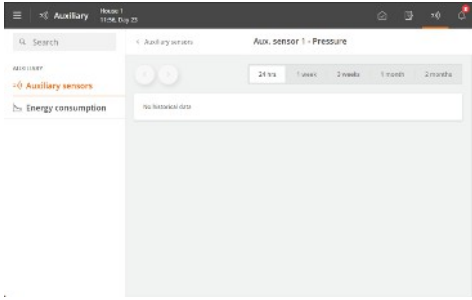 Auxiliary
House 1
11:56, Day 23
Search
Auxiliary sensors
Aux. sensor 1 - Pressure
AUXILIARY
Auxiliary sensors
Energy consumption
24 hrs
1 week
2 weeks
1 month
2 months
No historical data